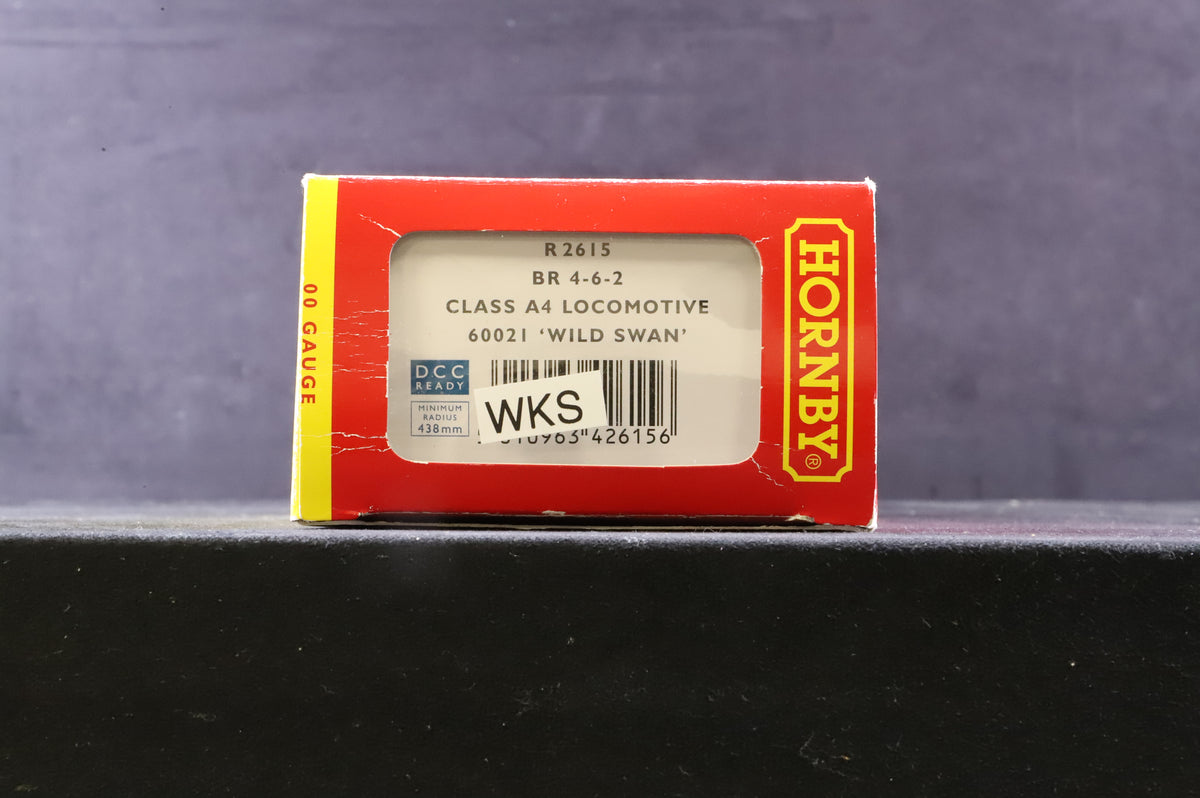 R2615
BR 4-6-2
CLASS A4 LOCOMOTIVE
60021 ‘WILD SWAN’
DCC
READY
MINIMUM
RADIUS
438mm
WKS
426156
00 GAUGE
HORNBY®